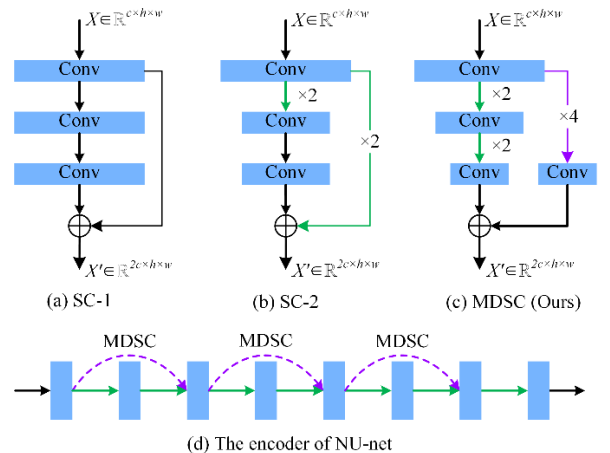 X∈ℝ^{c×h×w}
Conv
Conv
Conv
X'∈ℝ^{2c×h×w}
(a) SC-1
X∈ℝ^{c×h×w}
Conv
×2
Conv
×2
Conv
X'∈ℝ^{2c×h×w}
(b) SC-2
X∈ℝ^{c×h×w}
Conv
×2
×4
Conv
×2
Conv Conv
X'∈ℝ^{2c×h×w}
(c) MDSC (Ours)
MDSC MDSC MDSC
(d) The encoder of NU-net